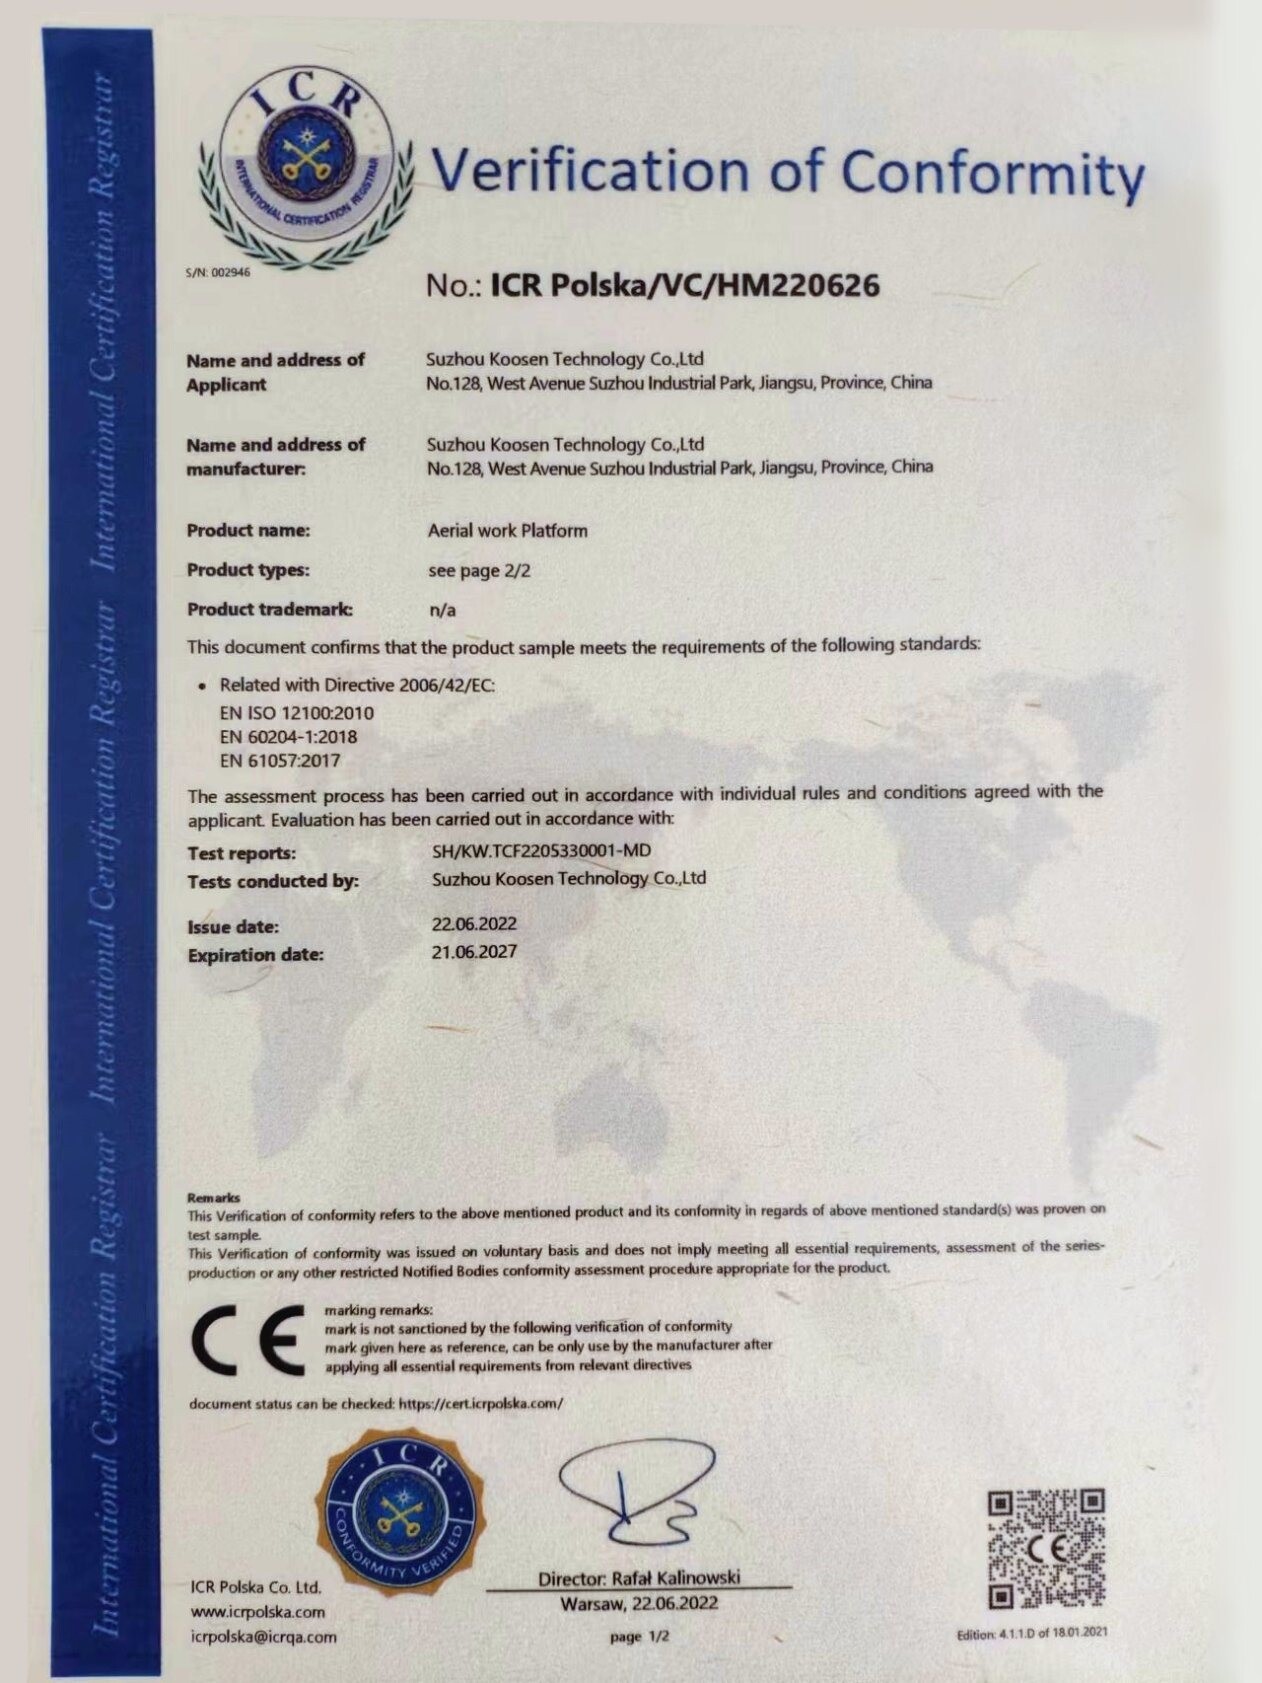 International Certification Registrar International Certification Registrar International Certification Registrar
ICR
INTERNATIONAL CERTIFICATION REGISTRAR
Verification of Conformity
S/N: 002946
No.: ICR Polska/VC/HM220626
Name and address of Applicant
Suzhou Koosen Technology Co.,Ltd
No.128, West Avenue Suzhou Industrial Park, Jiangsu, Province, China
Name and address of manufacturer:
Suzhou Koosen Technology Co.,Ltd
No.128, West Avenue Suzhou Industrial Park, Jiangsu, Province, China
Product name: Aerial work Platform
Product types: see page 2/2
Product trademark: n/a
This document confirms that the product sample meets the requirements of the following standards:
• Related with Directive 2006/42/EC:
EN ISO 12100:2010
EN 60204-1:2018
EN 61057:2017
The assessment process has been carried out in accordance with individual rules and conditions agreed with the
applicant. Evaluation has been carried out in accordance with:
Test reports: SH/KW.TCF2205330001-MD
Tests conducted by: Suzhou Koosen Technology Co.,Ltd
Issue date: 22.06.2022
Expiration date: 21.06.2027
Remarks
This Verification of conformity refers to the above mentioned product and its conformity in regards of above mentioned standard(s) was proven on
test sample.
This Verification of conformity was issued on voluntary basis and does not imply meeting all essential requirements, assessment of the series-
production or any other restricted Notified Bodies conformity assessment procedure appropriate for the product.
CE
marking remarks:
mark is not sanctioned by the following verification of conformity
mark given here as reference, can be only use by the manufacturer after
applying all essential requirements from relevant directives
document status can be checked: https://cert.icrpolska.com/
ICR
CONFORMITY VERIFIED
CE
ICR Polska Co. Ltd.
www.icrpolska.com
icrpolska@icrqa.com
Director: Rafał Kalinowski
Warsaw, 22.06.2022
page 1/2
Edition: 4.1.1.D of 18.01.2021